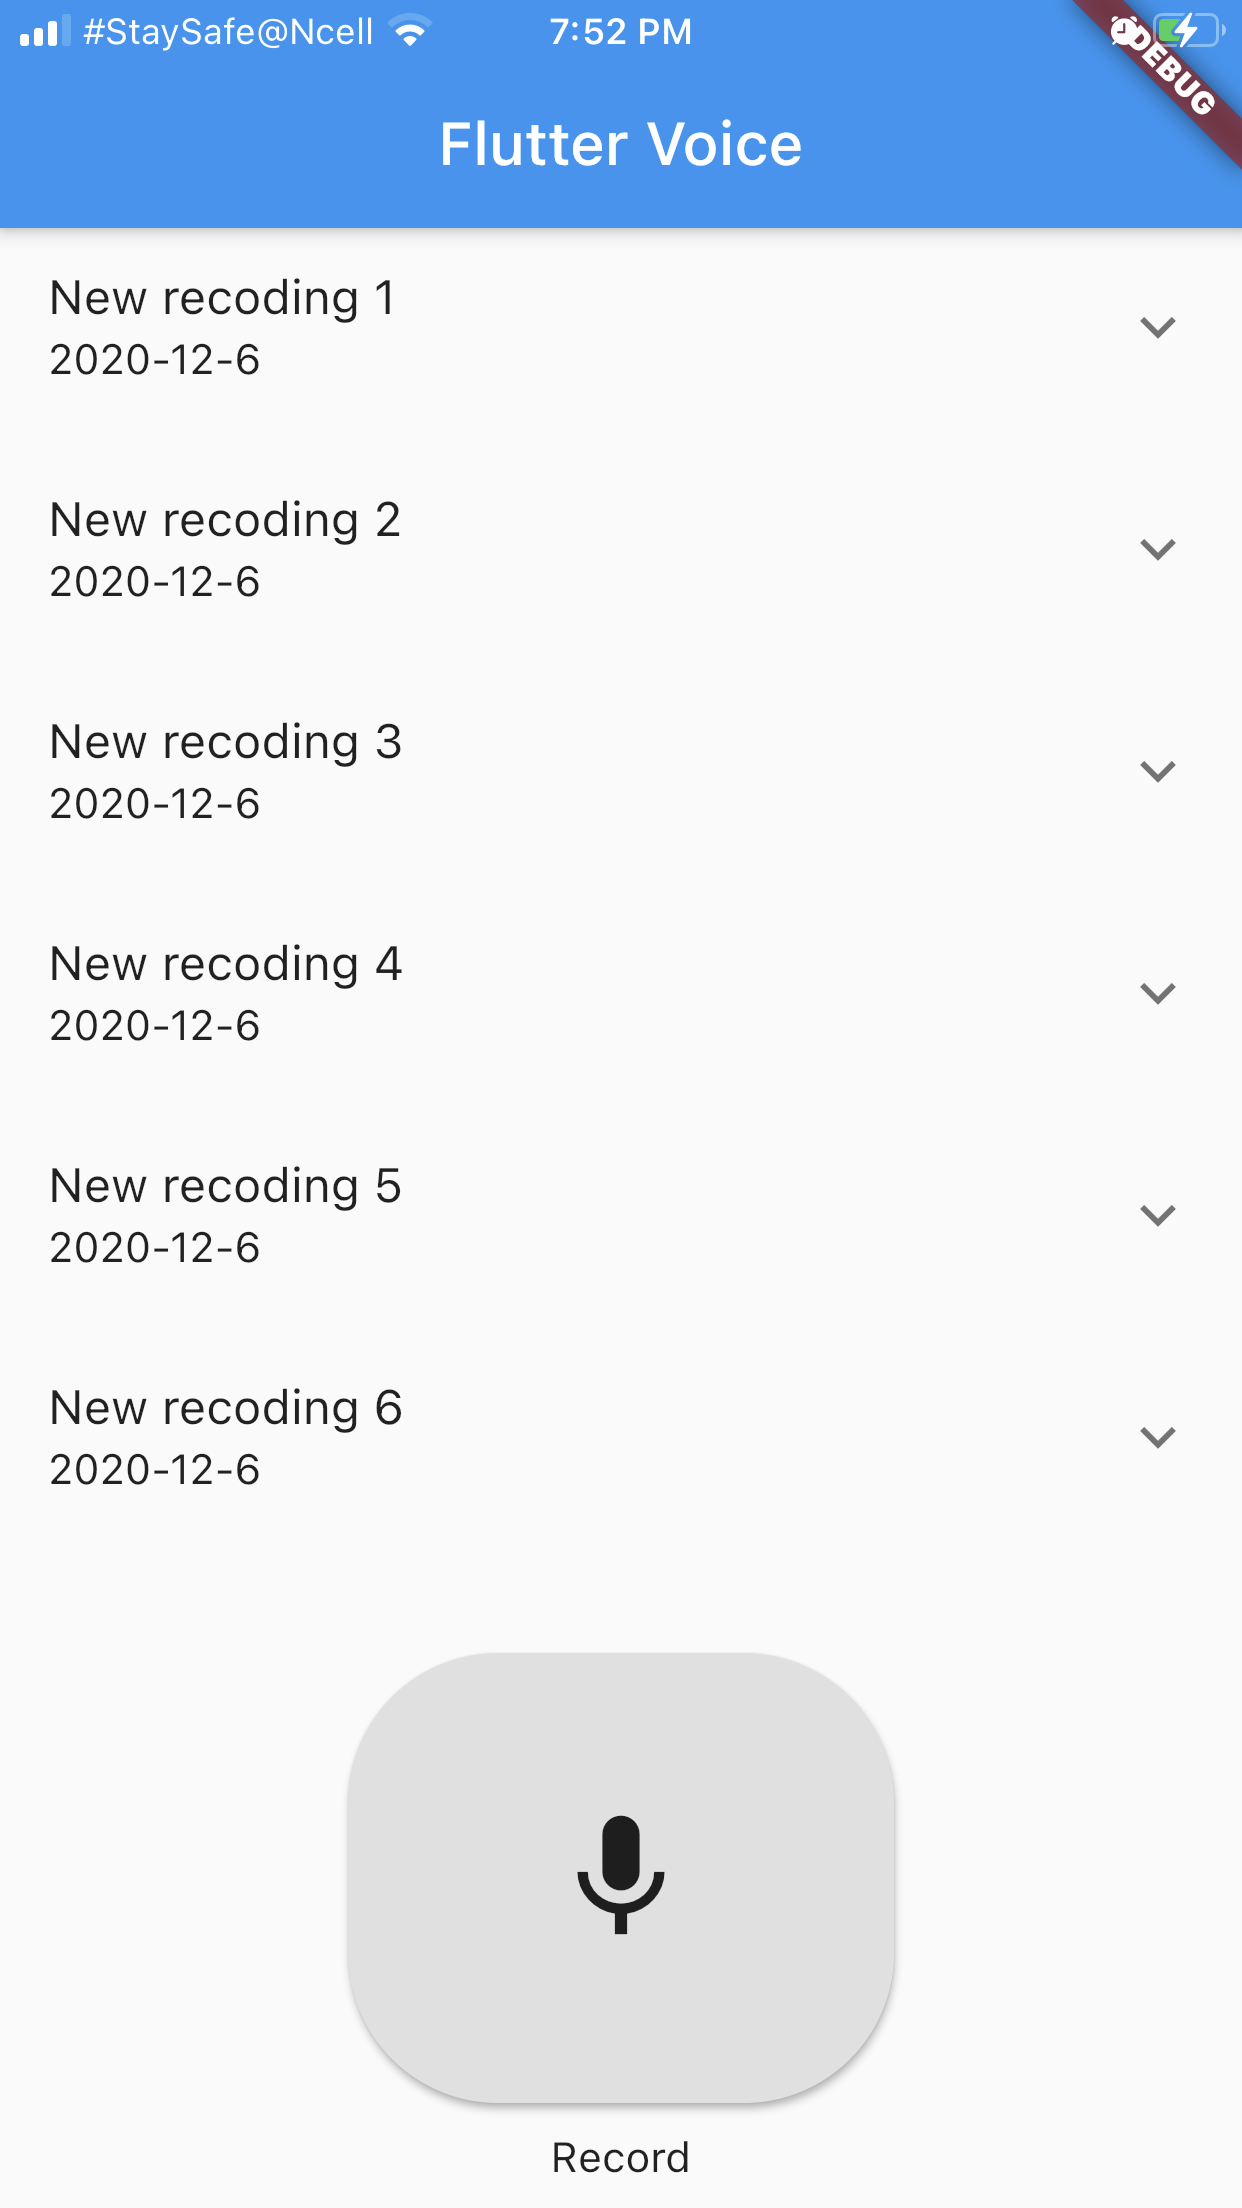 #StaySafe@Ncell 7:52 PM
DEBUG
Flutter Voice
New recoding 1
2020-12-6
New recoding 2
2020-12-6
New recoding 3
2020-12-6
New recoding 4
2020-12-6
New recoding 5
2020-12-6
New recoding 6
2020-12-6
Record